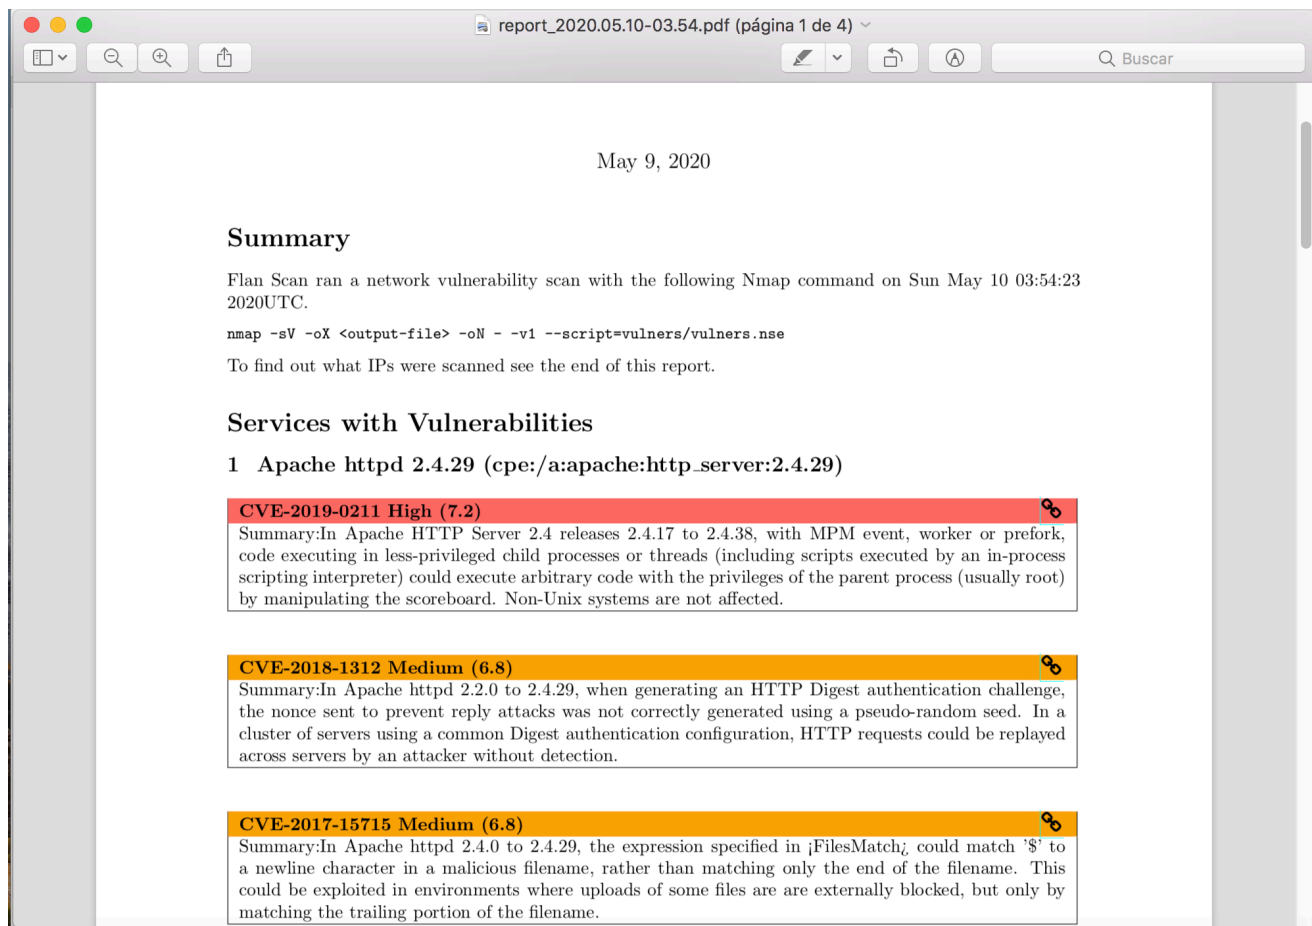 report_2020.05.10-03.54.pdf (página 1 de 4)
Buscar
May 9, 2020
Summary
Flan Scan ran a network vulnerability scan with the following Nmap command on Sun May 10 03:54:23
2020UTC.
nmap -sV -oX <output-file> -oN - -v1 --script=vulners/vulners.nse
To find out what IPs were scanned see the end of this report.
Services with Vulnerabilities
1 Apache httpd 2.4.29 (cpe:/a:apache:http_server:2.4.29)
CVE-2019-0211 High (7.2)
Summary:In Apache HTTP Server 2.4 releases 2.4.17 to 2.4.38, with MPM event, worker or prefork,
code executing in less-privileged child processes or threads (including scripts executed by an in-process
scripting interpreter) could execute arbitrary code with the privileges of the parent process (usually root)
by manipulating the scoreboard. Non-Unix systems are not affected.
CVE-2018-1312 Medium (6.8)
Summary:In Apache httpd 2.2.0 to 2.4.29, when generating an HTTP Digest authentication challenge,
the nonce sent to prevent reply attacks was not correctly generated using a pseudo-random seed. In a
cluster of servers using a common Digest authentication configuration, HTTP requests could be replayed
across servers by an attacker without detection.
CVE-2017-15715 Medium (6.8)
Summary:In Apache httpd 2.4.0 to 2.4.29, the expression specified in ¡FilesMatch¿ could match '$' to
a newline character in a malicious filename, rather than matching only the end of the filename. This
could be exploited in environments where uploads of some files are are externally blocked, but only by
matching the trailing portion of the filename.